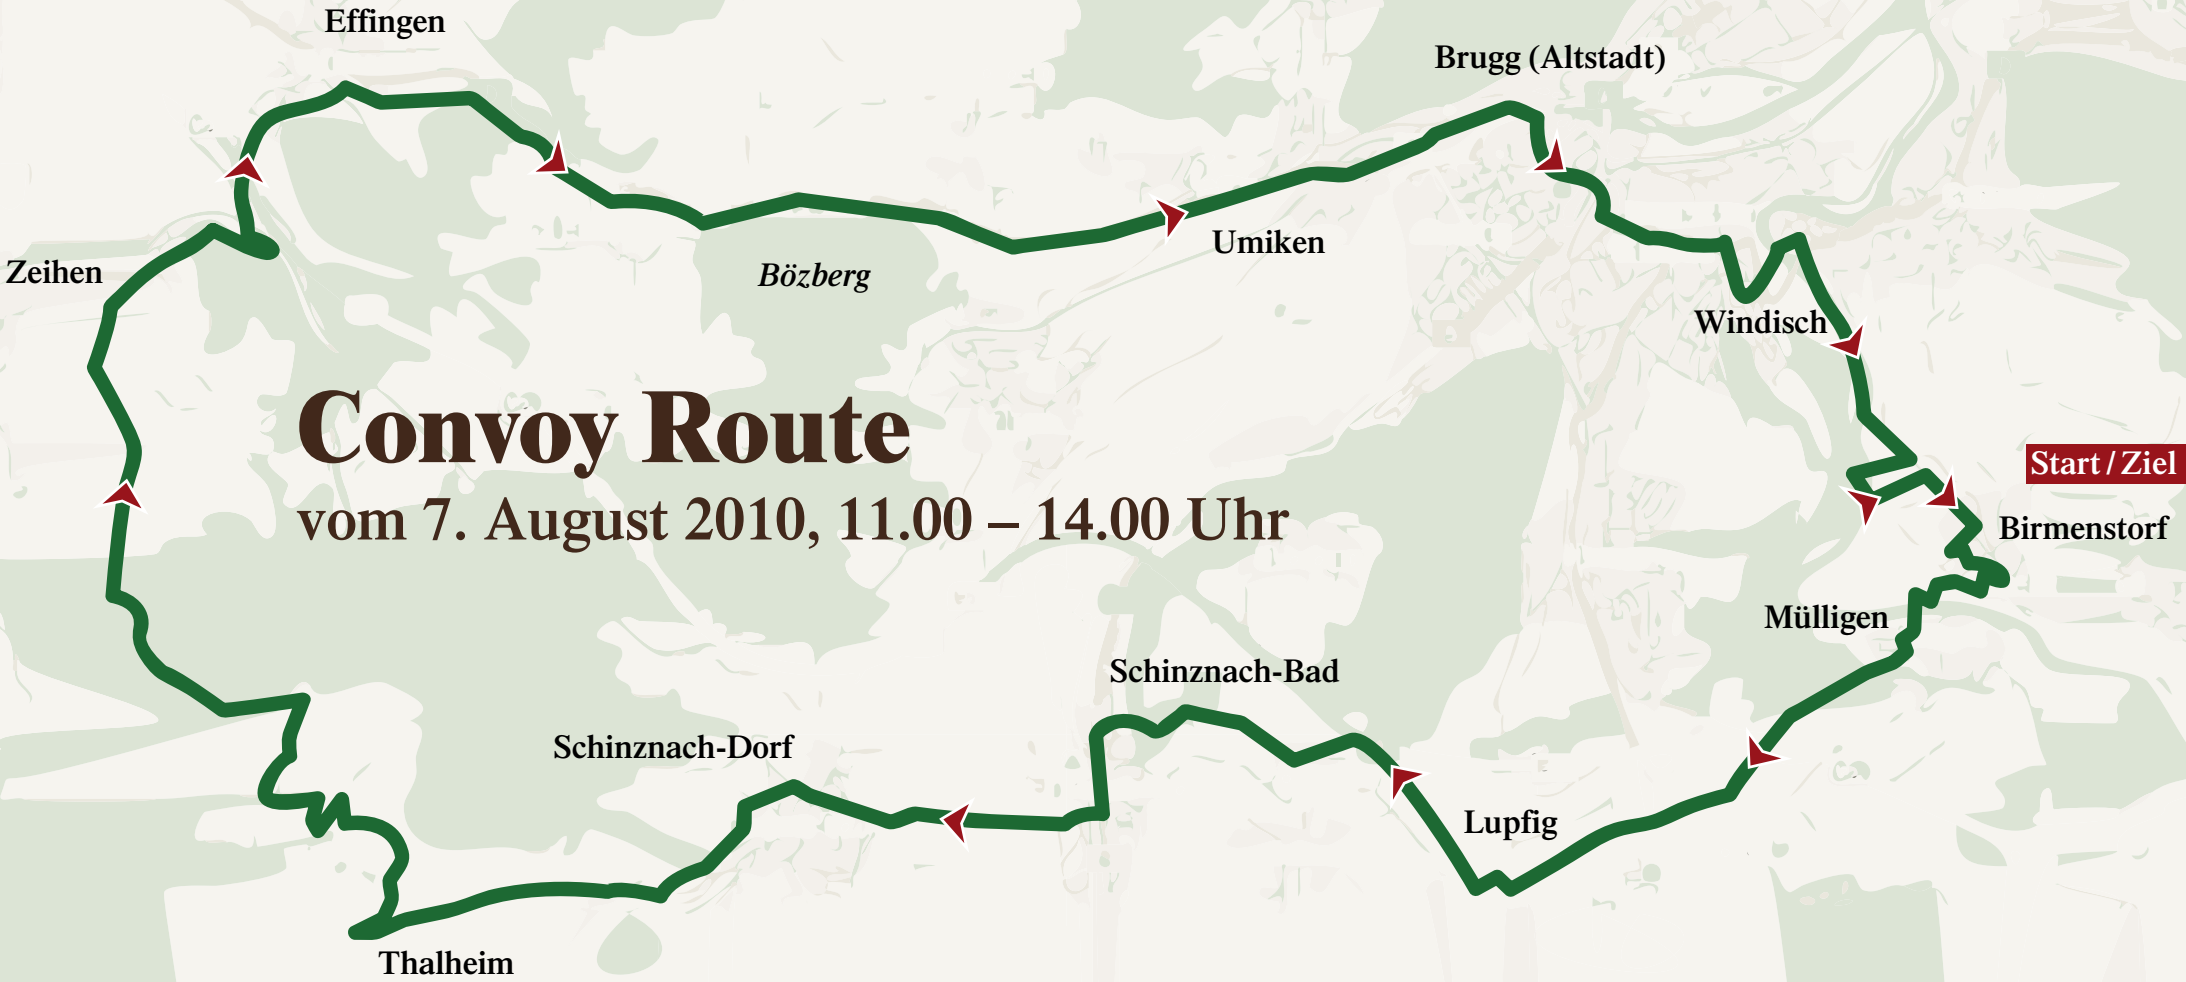 Effingen
Brugg (Altstadt)
Umiken
Zeihen
Bözberg
Windisch
Convoy Route
vom 7. August 2010, 11.00 – 14.00 Uhr
Start / Ziel
Birmenstorf
Mülligen
Schinznach-Bad
Schinznach-Dorf
Lupfig
Thalheim